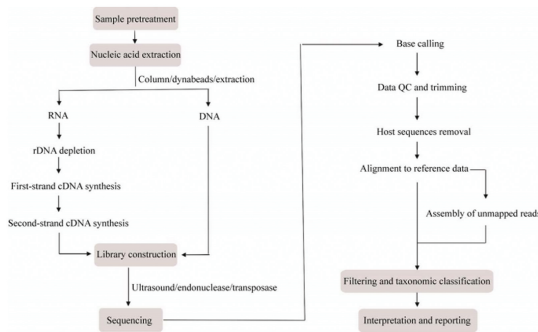 Sample pretreatment
Nucleic acid extraction
Column/dynabeads/extraction
RNA
DNA
rDNA depletion
First-strand cDNA synthesis
Second-strand cDNA synthesis
Library construction
Ultrasound/endonuclease/transposase
Sequencing
Base calling
Data QC and trimming
Host sequences removal
Alignment to reference data
Assembly of unmapped reads
Filtering and taxonomic classification
Interpretation and reporting